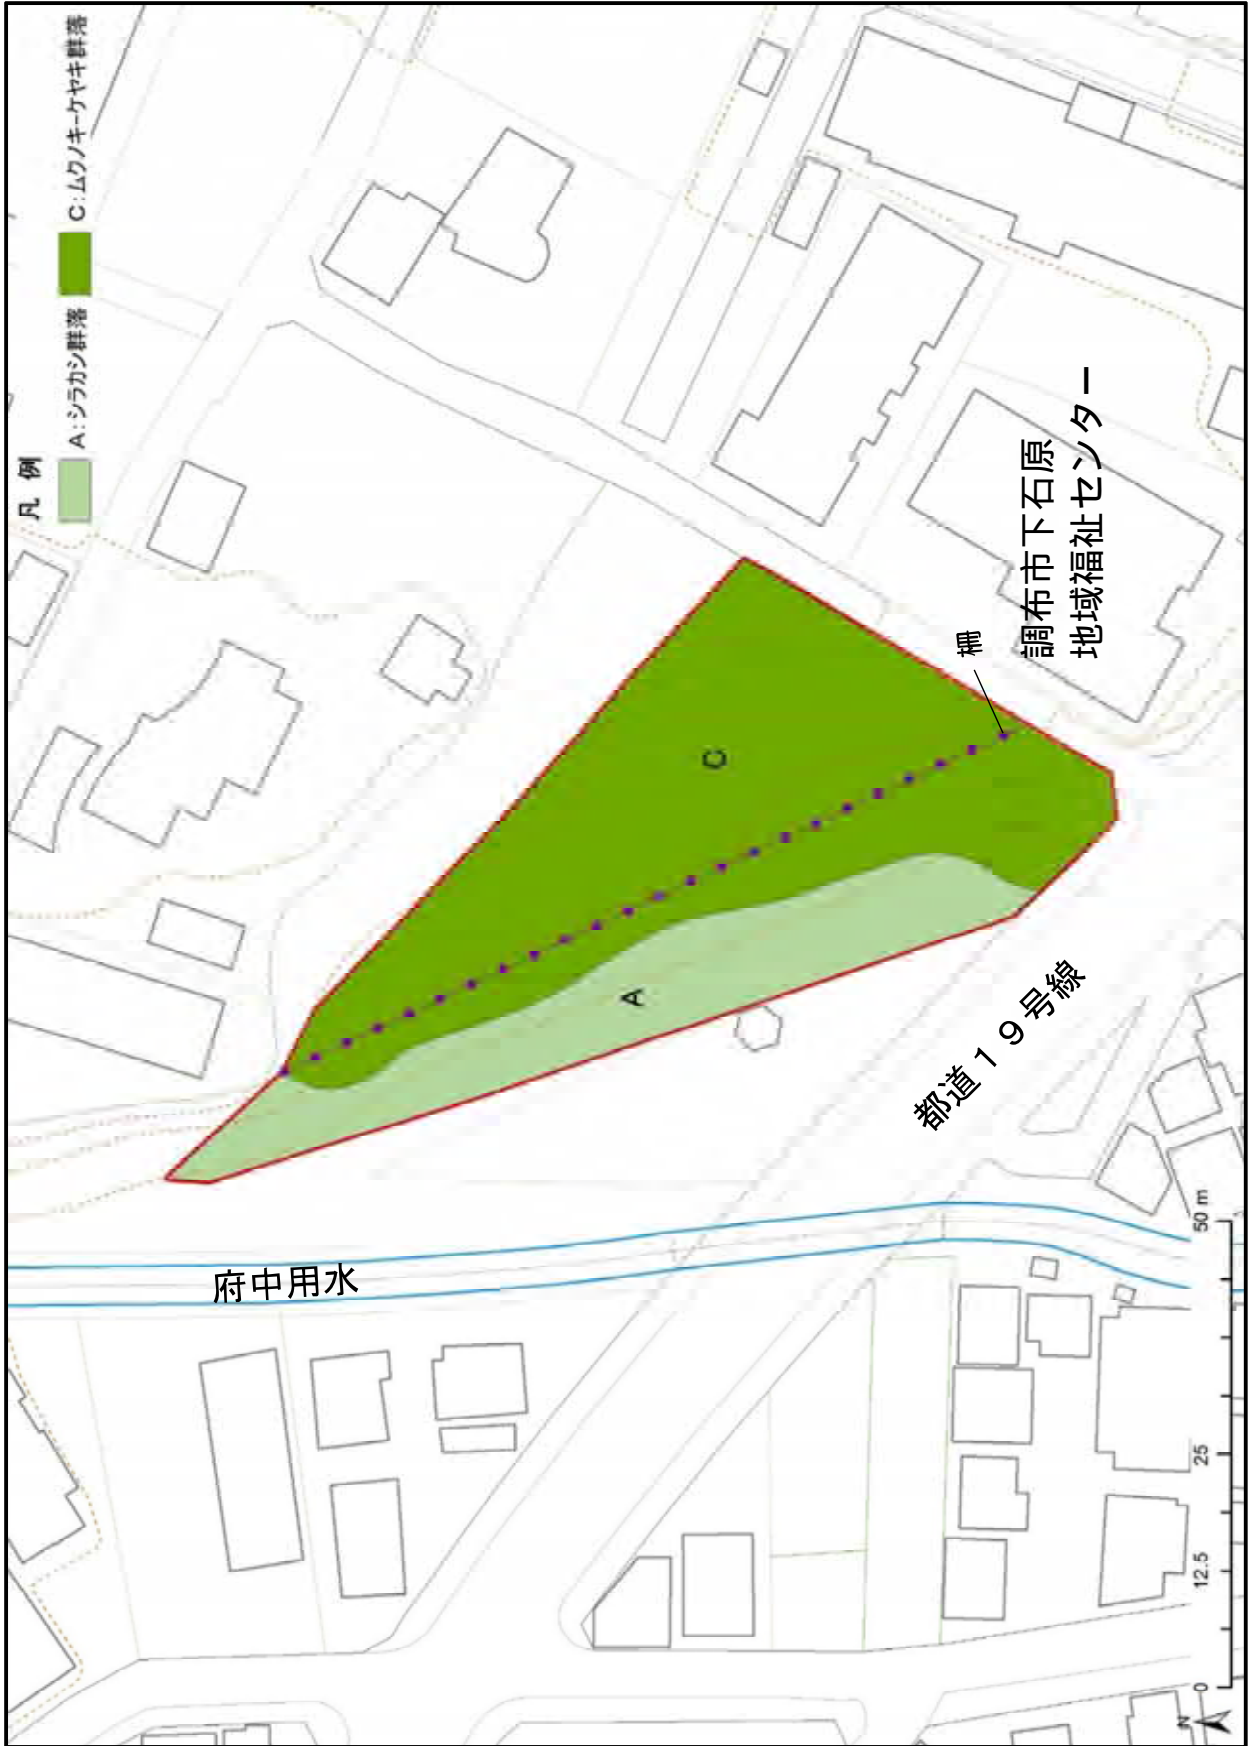 凡例
A：シラカシ群落
C：ムクノキーケヤキ群落
C
A
柵
調布市下石原
地域福祉センター
都道１９号線
府中用水
0 12.5 25 50 m
N